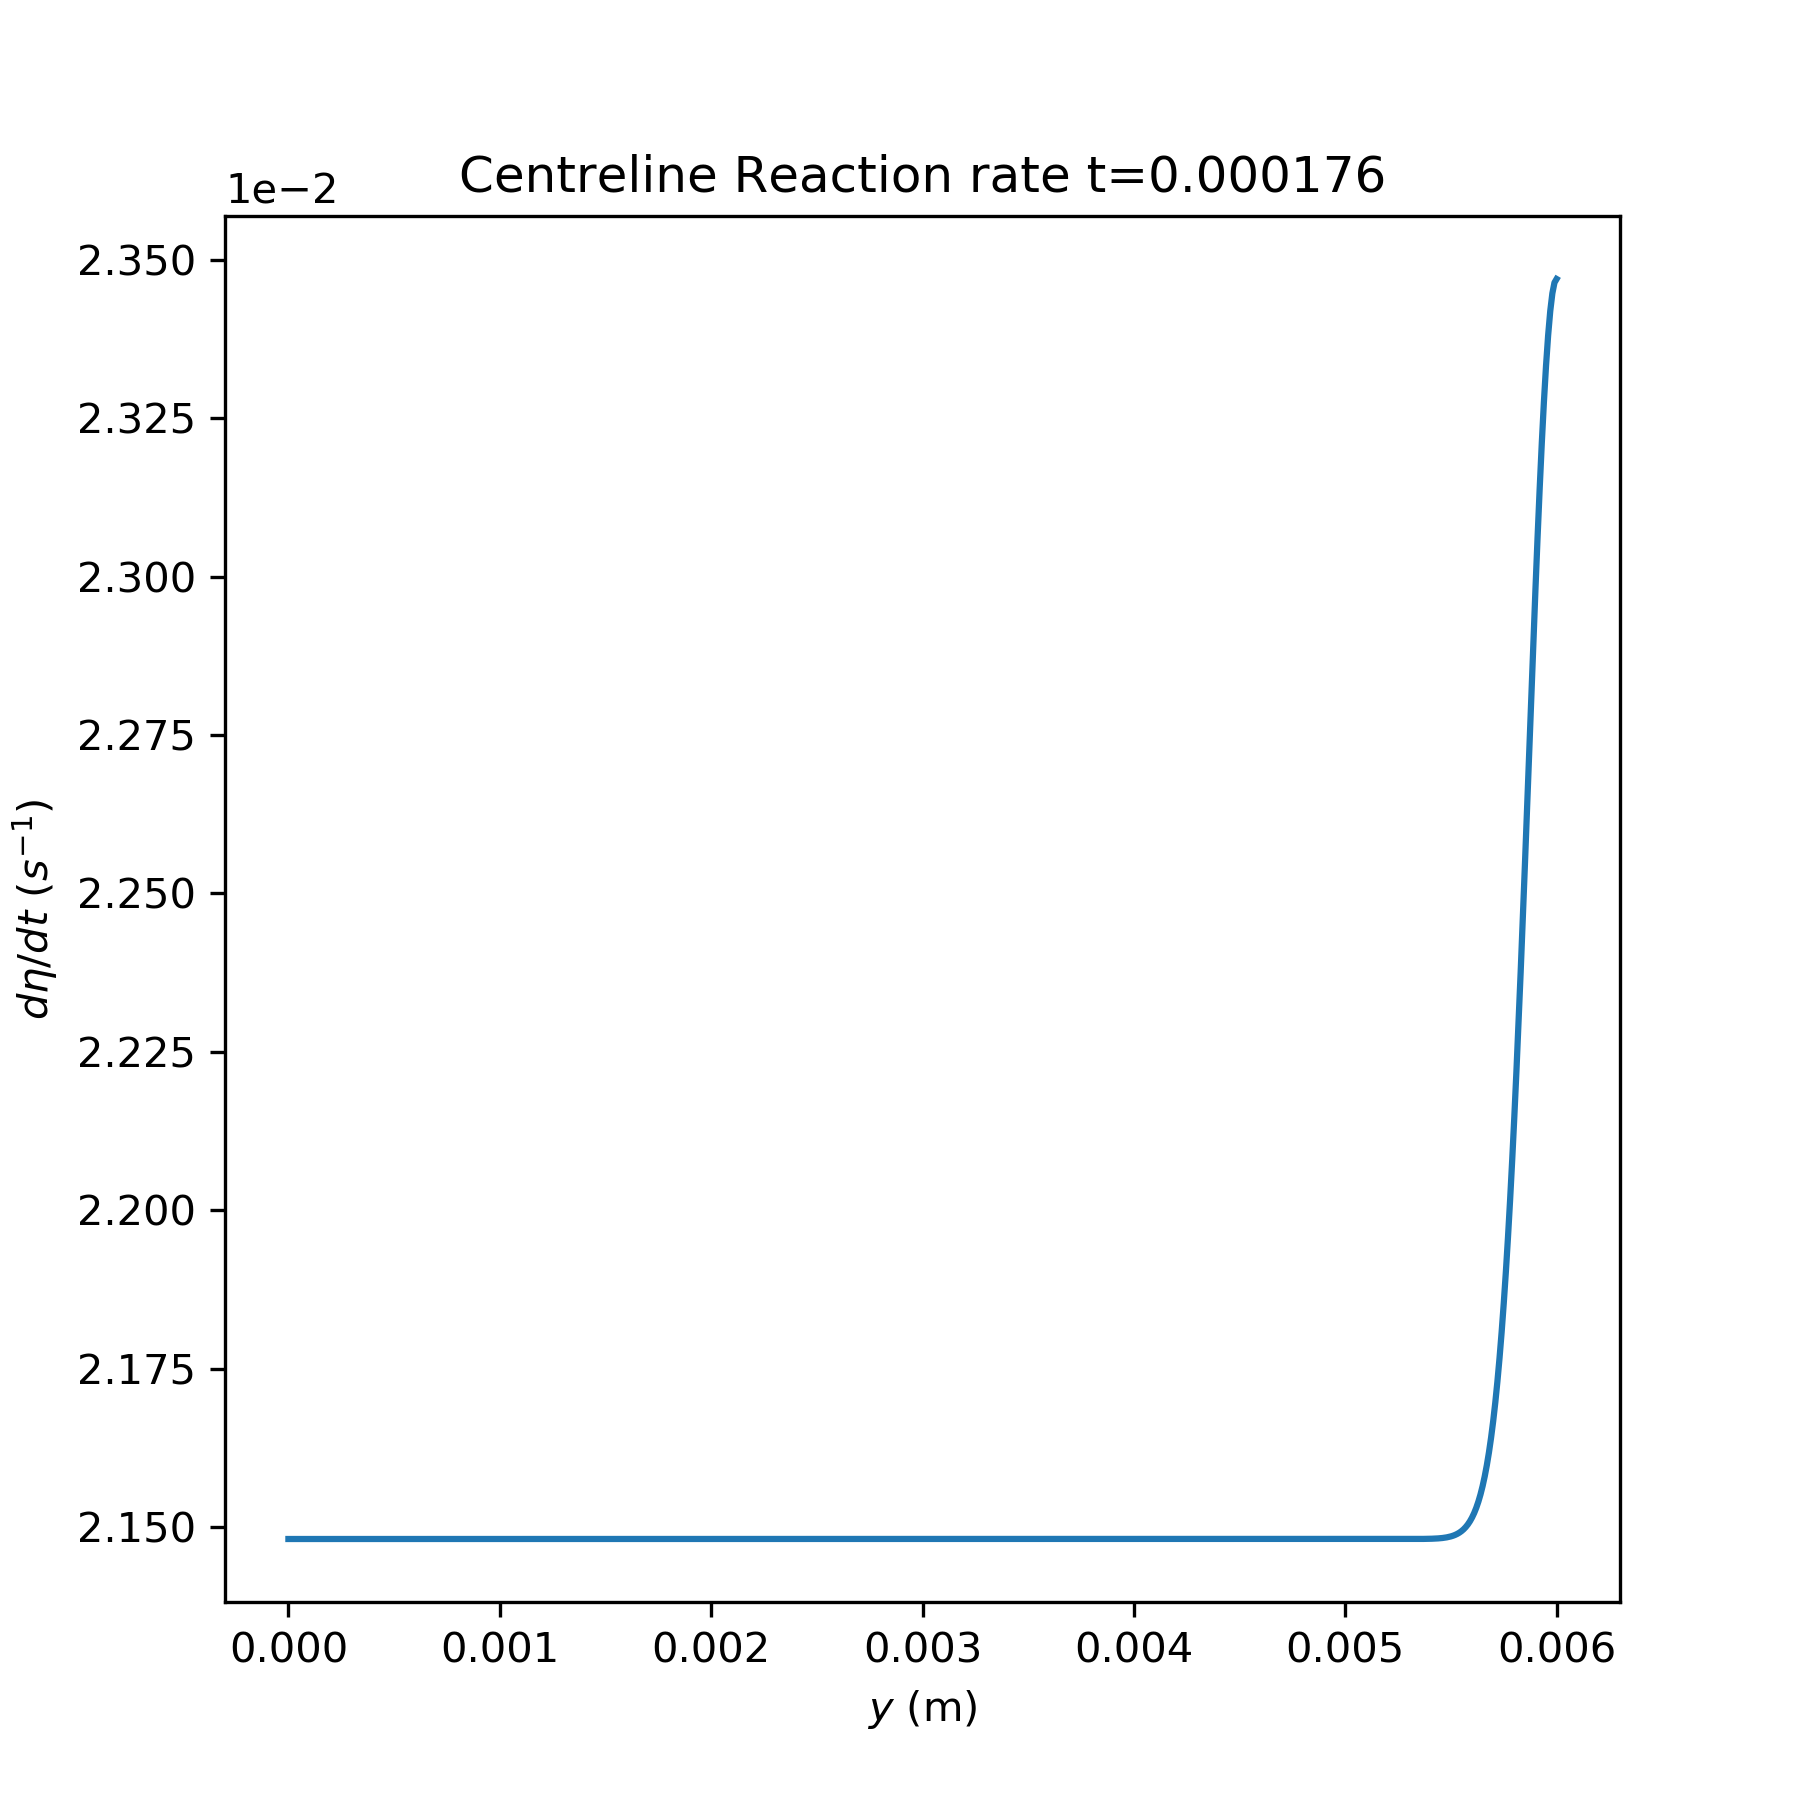 Centreline Reaction rate t=0.000176
1e−2
2.350
2.325
2.300
2.275
2.250
2.225
2.200
2.175
2.150
dη/dt (s⁻¹)
0.000 0.001 0.002 0.003 0.004 0.005 0.006
y (m)